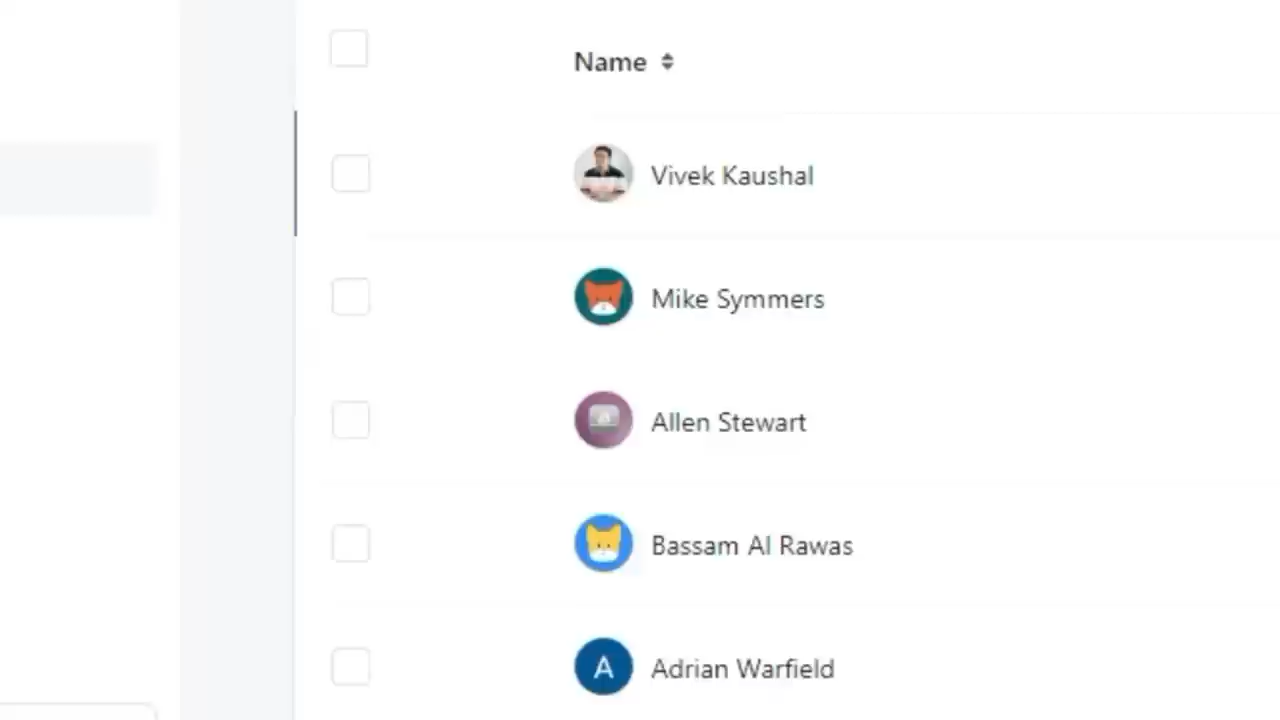 Name
Vivek Kaushal
Mike Symmers
Allen Stewart
Bassam Al Rawas
A
Adrian Warfield